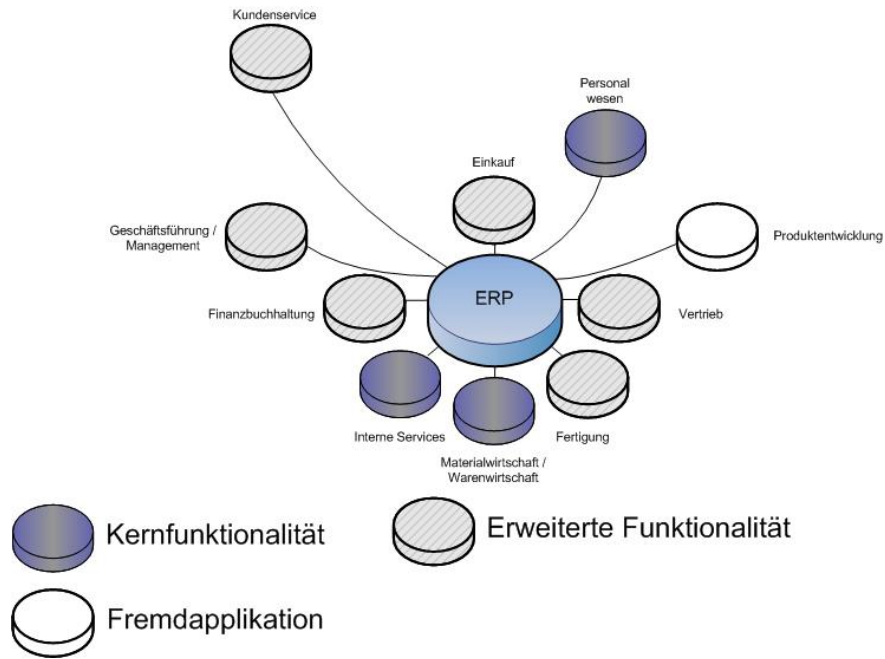 Kundenservice
Personal
wesen
Einkauf
Geschäftsführung /
Management
Produktentwicklung
ERP
Finanzbuchhaltung
Vertrieb
Interne Services
Fertigung
Materialwirtschaft /
Warenwirtschaft
Kernfunktionalität
Erweiterte Funktionalität
Fremdapplikation